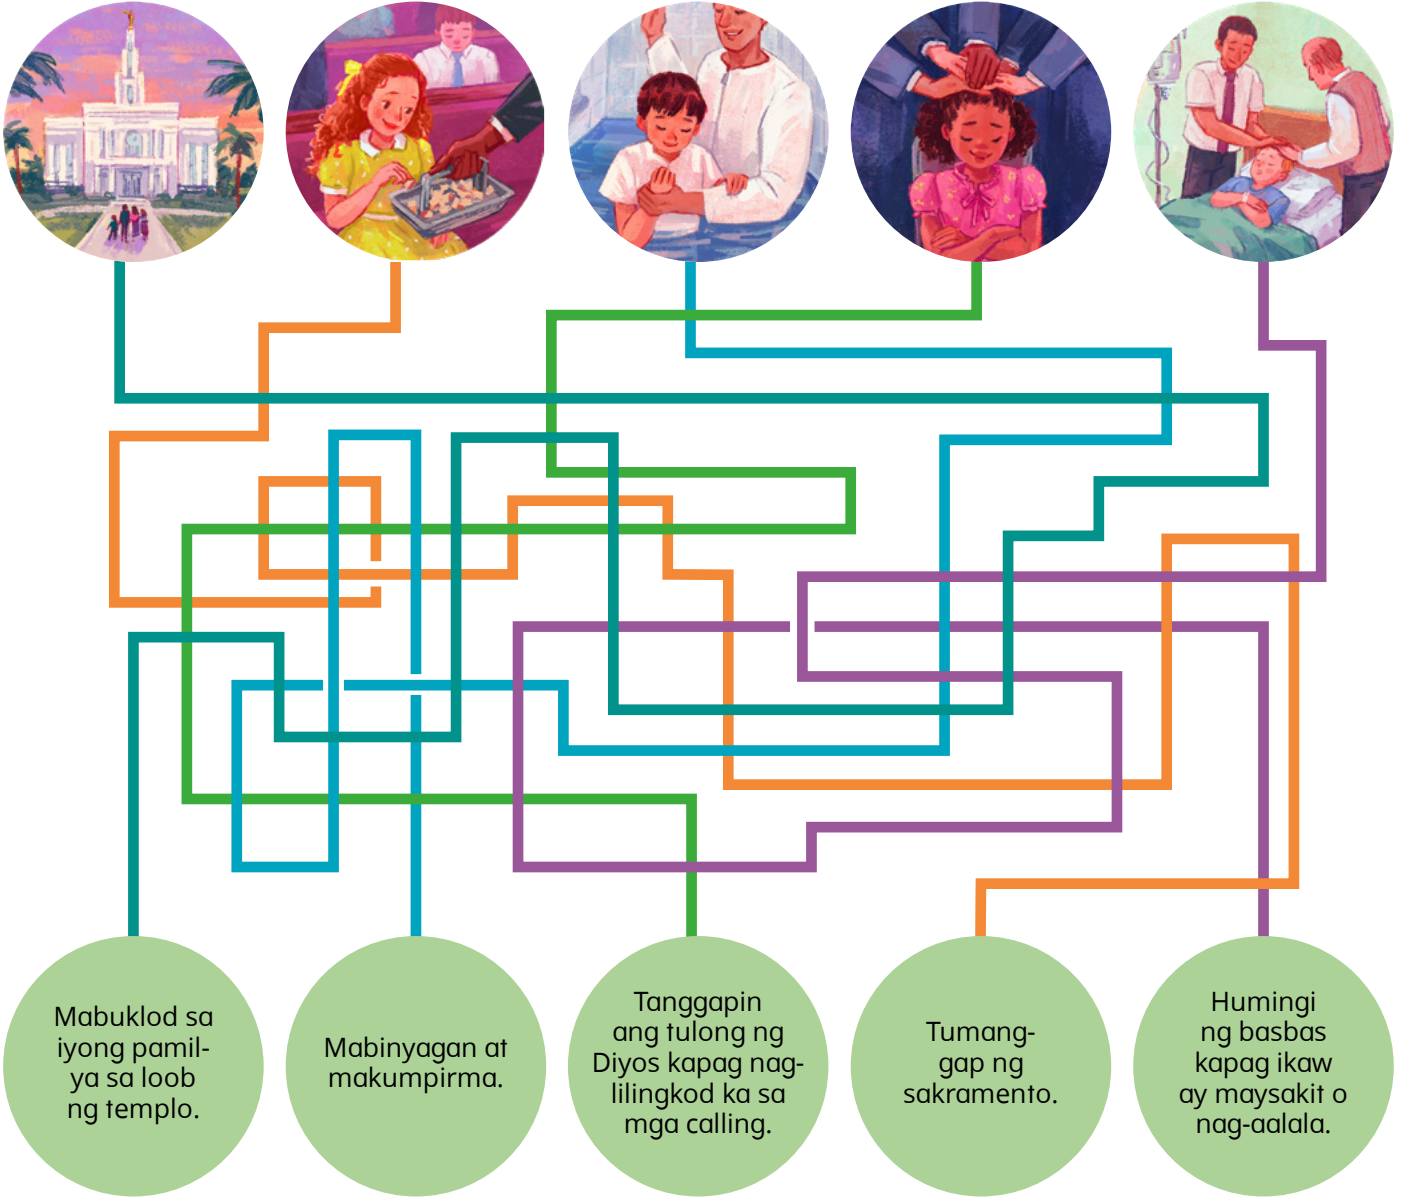 Mabuklod sa
iyong pamil-
ya sa loob
ng templo.
Mabinyagan at
makumpirma.
Tanggapin
ang tulong ng
Diyos kapag nag-
lilingkod ka sa
mga calling.
Tumang-
gap ng
sakramento.
Humingi
ng basbas
kapag ikaw
ay maysakit o
nag-aalala.